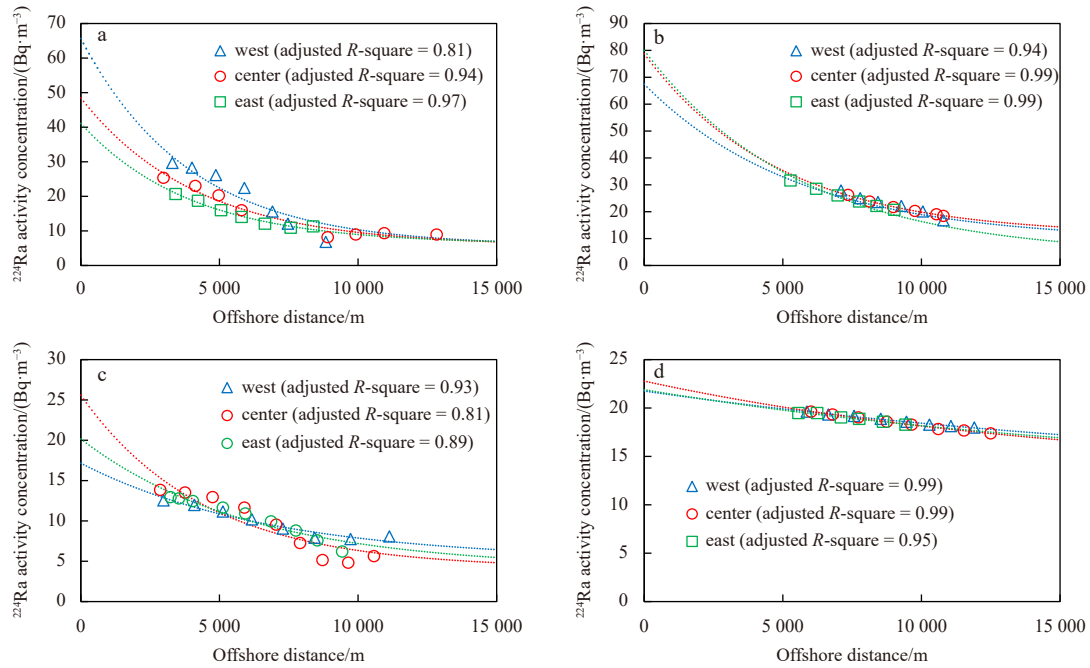 a
70
60
50
40
30
20
10
0
²²⁴Ra activity concentration/(Bq·m⁻³)
west (adjusted R-square = 0.81)
center (adjusted R-square = 0.94)
east (adjusted R-square = 0.97)
0 5 000 10 000 15 000
Offshore distance/m
b
90
80
70
60
50
40
30
20
10
0
²²⁴Ra activity concentration/(Bq·m⁻³)
west (adjusted R-square = 0.94)
center (adjusted R-square = 0.99)
east (adjusted R-square = 0.99)
0 5 000 10 000 15 000
Offshore distance/m
c
30
25
20
15
10
5
0
²²⁴Ra activity concentration/(Bq·m⁻³)
west (adjusted R-square = 0.93)
center (adjusted R-square = 0.81)
east (adjusted R-square = 0.89)
0 5 000 10 000 15 000
Offshore distance/m
d
25
20
15
10
5
0
²²⁴Ra activity concentration/(Bq·m⁻³)
west (adjusted R-square = 0.99)
center (adjusted R-square = 0.99)
east (adjusted R-square = 0.95)
0 5 000 10 000 15 000
Offshore distance/m